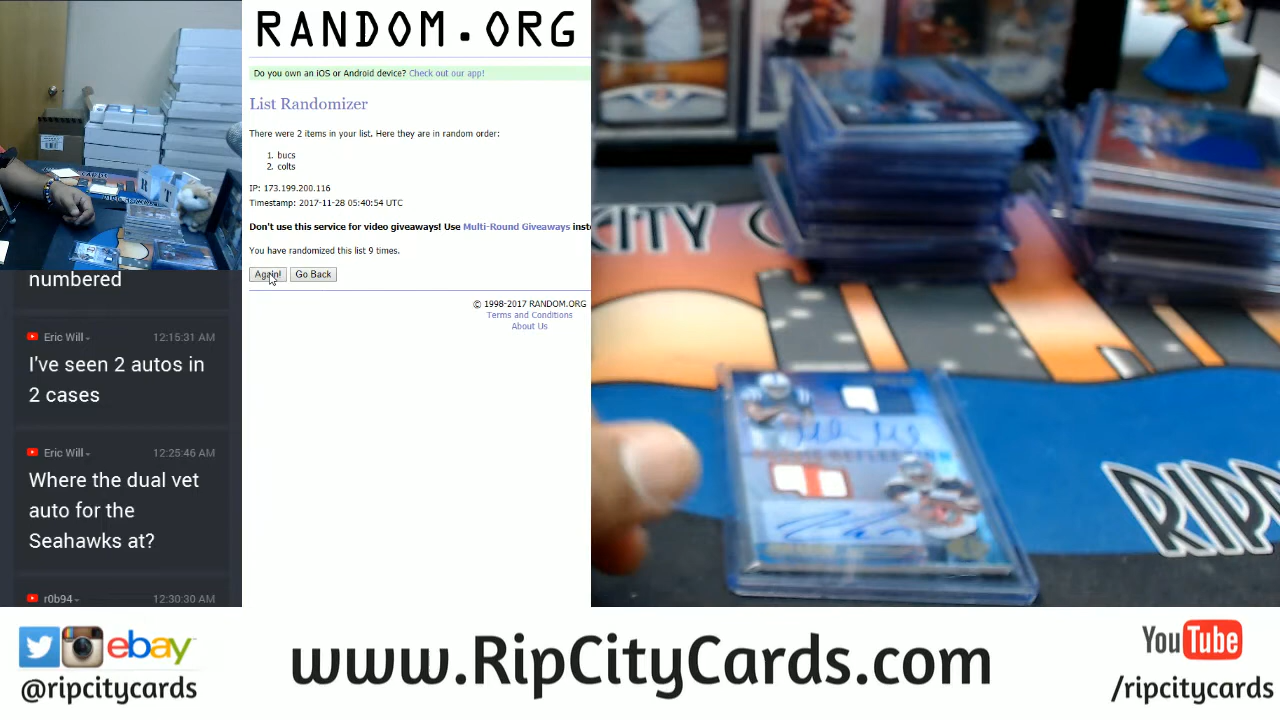 RANDOM.ORG
Do you own an iOS or Android device? Check out our app!
List Randomizer
There were 2 items in your list. Here they are in random order:
1. bucs
2. colts
IP: 173.199.200.116
Timestamp: 2017-11-28 05:40:54 UTC
Don't use this service for video giveaways! Use Multi-Round Giveaways inst
You have randomized this list 9 times.
Again!
Go Back
© 1998-2017 RANDOM.ORG
Terms and Conditions
About Us
numbered
Eric Will
12:15:31 AM
I've seen 2 autos in
2 cases
Eric Will
12:25:46 AM
Where the dual vet
auto for the
Seahawks at?
r0b94
12:30:30 AM
CITY C
RIPP
ebay
@ripcitycards
www.RipCityCards.com
YouTube
/ripcitycards